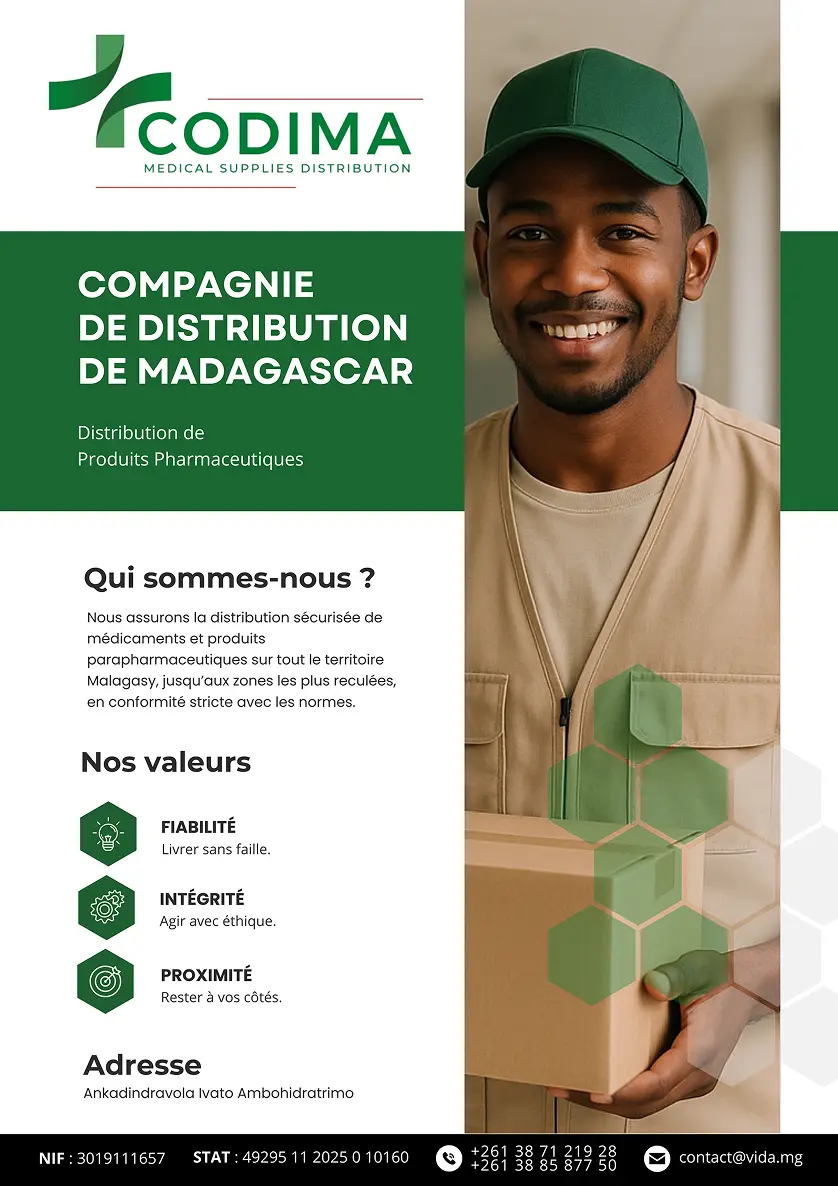 CODIMA
MEDICAL SUPPLIES DISTRIBUTION
COMPAGNIE
DE DISTRIBUTION
DE MADAGASCAR
Distribution de
Produits Pharmaceutiques
Qui sommes-nous ?
Nous assurons la distribution sécurisée de
médicaments et produits
parapharmaceutiques sur tout le territoire
Malagasy, jusqu’aux zones les plus reculées,
en conformité stricte avec les normes.
Nos valeurs
FIABILITÉ
Livrer sans faille.
INTÉGRITÉ
Agir avec éthique.
PROXIMITÉ
Rester à vos côtés.
Adresse
Ankadindravola Ivato Ambohidratrimo
NIF : 3019111657
STAT : 49295 11 2025 0 10160
+261 38 71 219 28
+261 38 85 877 50
contact@vida.mg